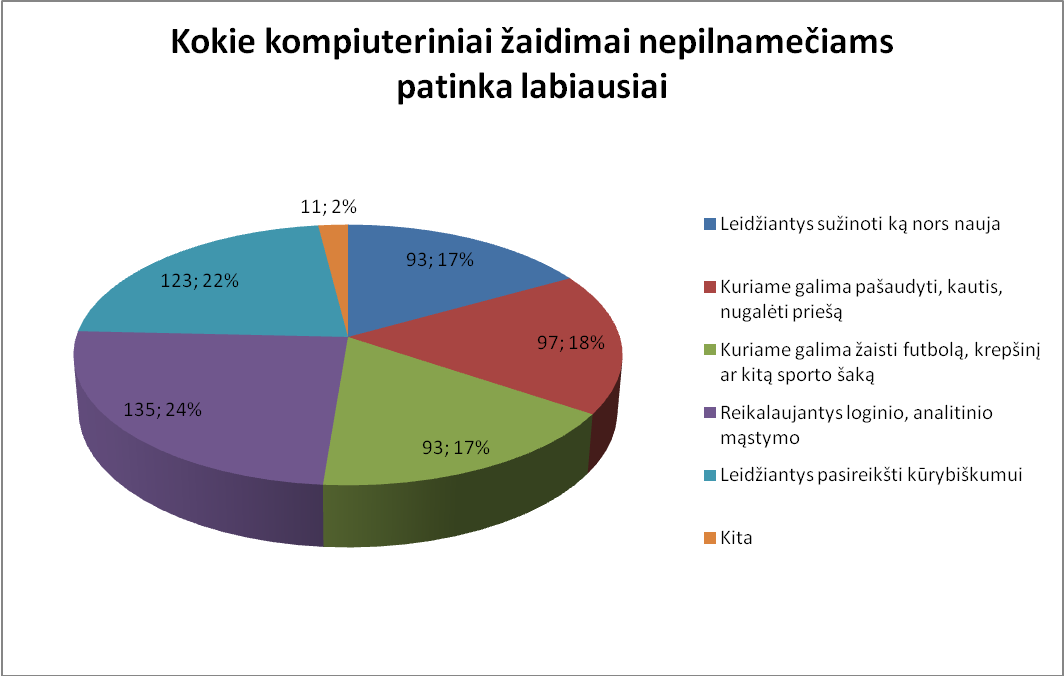 Kokie kompiuteriniai žaidimai nepilnamečiams
patinka labiausiai
11; 2%
93; 17%
123; 22%
97; 18%
135; 24%
93; 17%
Leidžiantys sužinoti ką nors nauja
Kuriame galima pašaudyti, kautis,
nugalėti priešą
Kuriame galima žaisti futbolą, krepšinį
ar kitą sporto šaką
Reikalaujantys loginio, analitinio
mąstymo
Leidžiantys pasireikšti kūrybiškumui
Kita